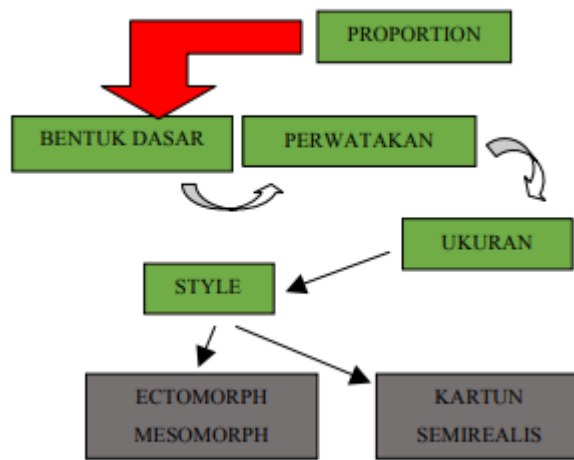 PROPORTION
BENTUK DASAR
PERWATAKAN
UKURAN
STYLE
ECTOMORPH
MESOMORPH
KARTUN
SEMIREALIS